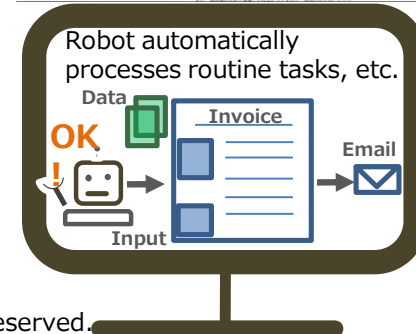 Robot automatically
processes routine tasks, etc.
Data
Invoice
OK
!
Email
Input
eserved.